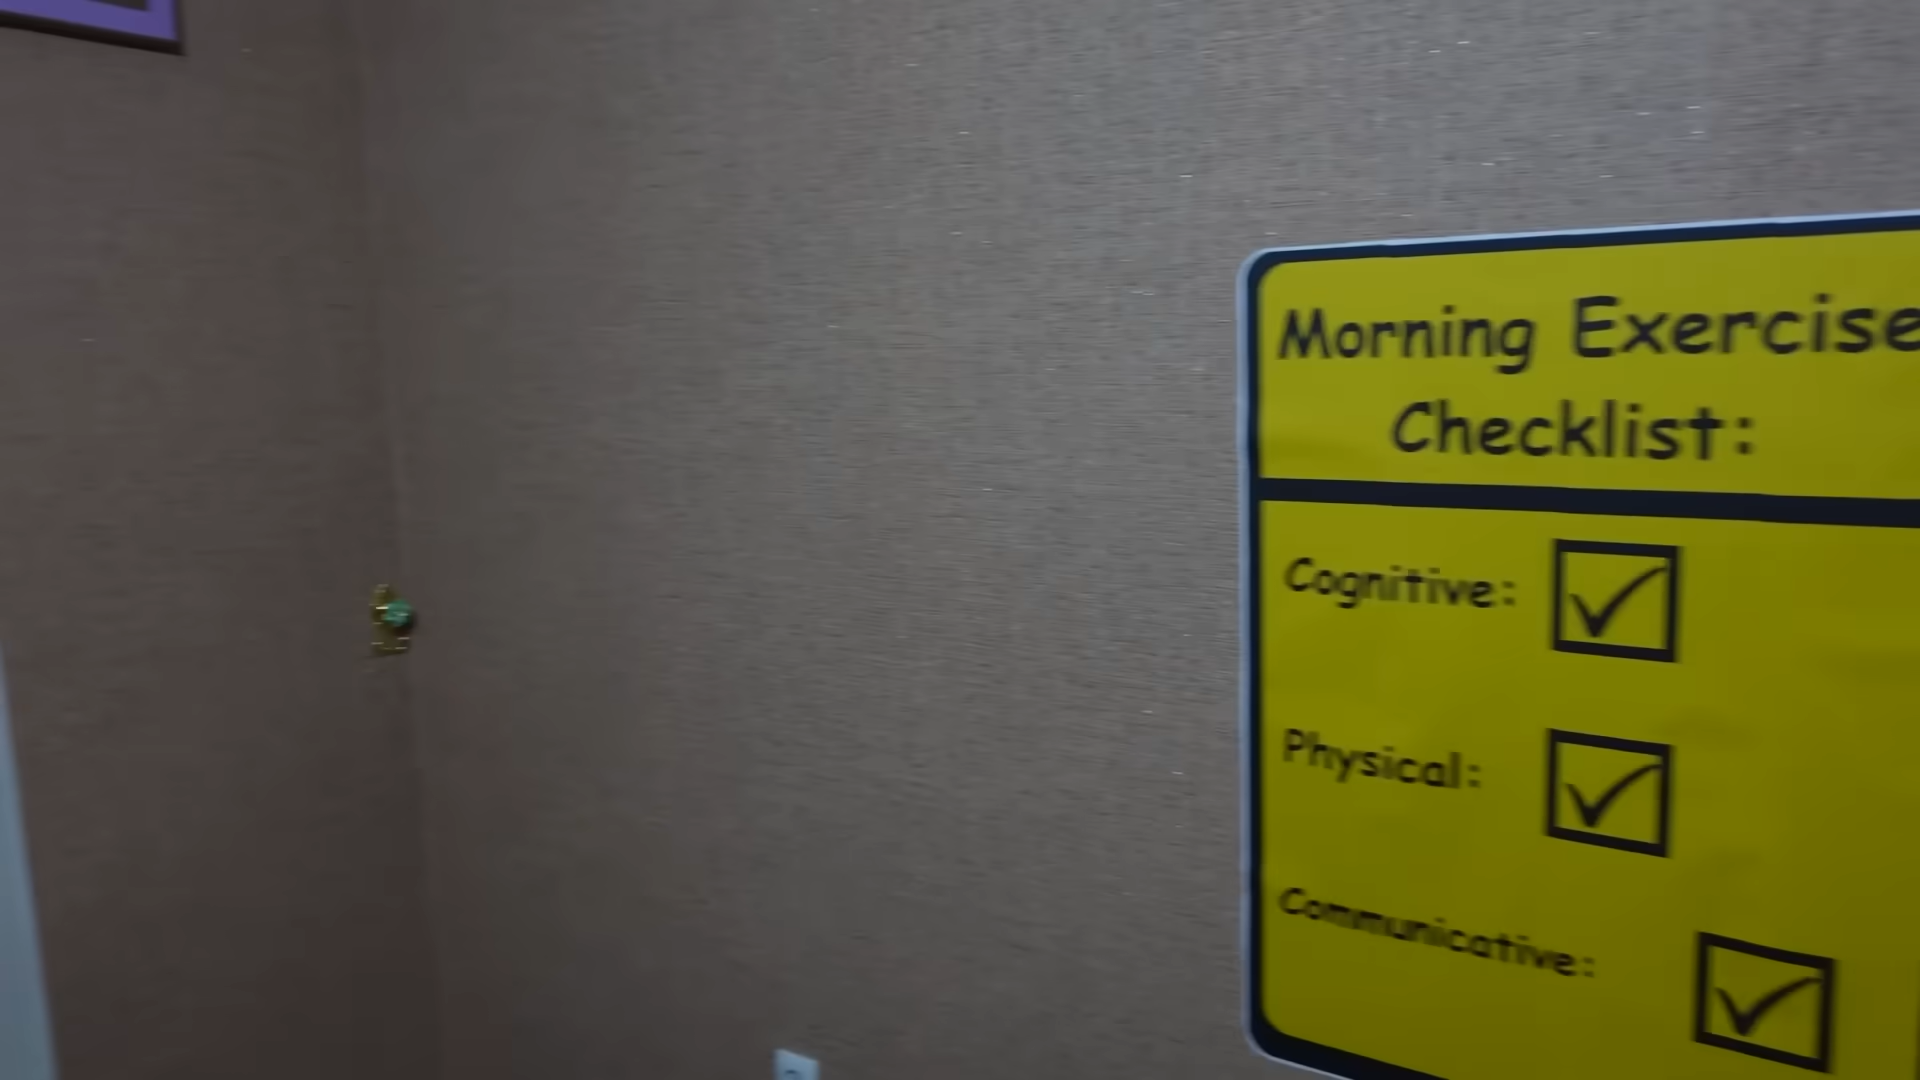 Morning Exercise
Checklist:
Cognitive:
Physical:
Communicative: